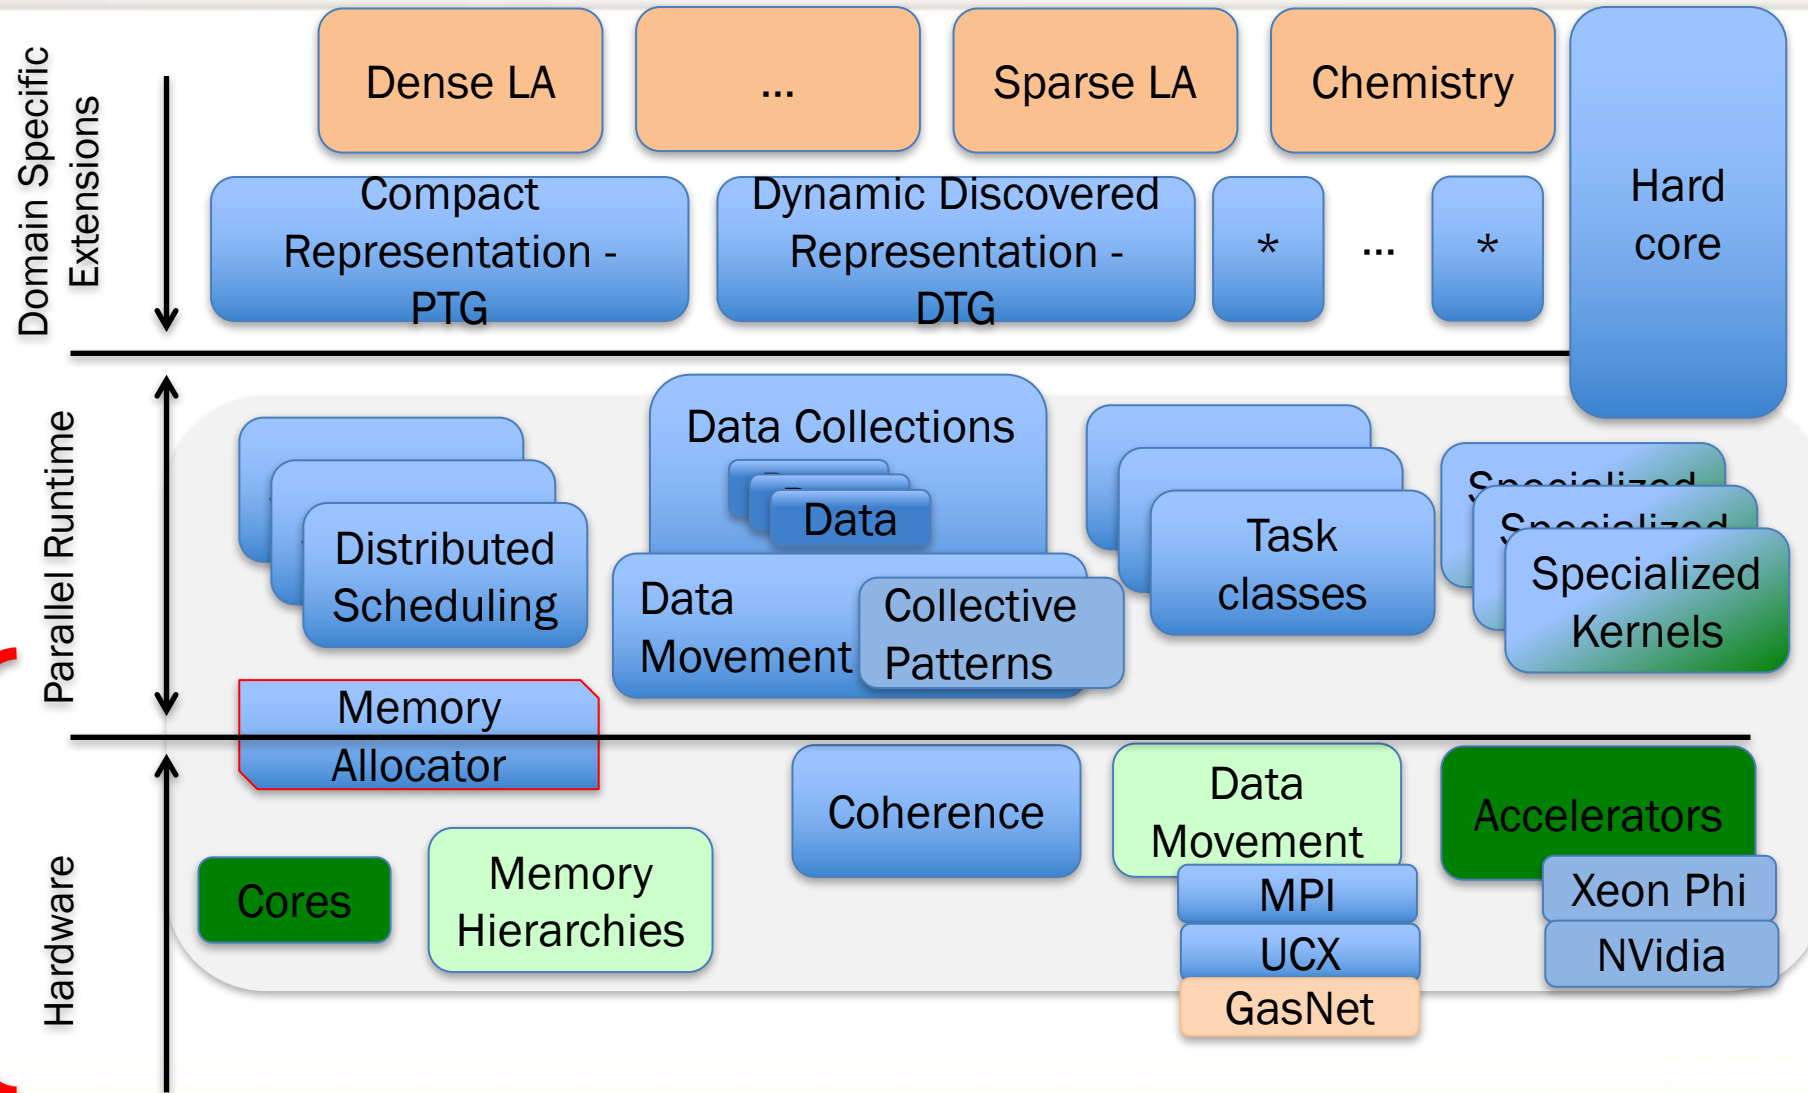 Domain Specific
Extensions
Dense LA
...
Sparse LA
Chemistry
Hard
core
Compact
Representation -
PTG
Dynamic Discovered
Representation -
DTG
*
...
*
Parallel Runtime
Distributed
Scheduling
Data Collections
Data
Data
Movement
Collective
Patterns
Task
classes
Specialized
Specialized
Specialized
Kernels
Memory
Allocator
Hardware
Cores
Memory
Hierarchies
Coherence
Data
Movement
MPI
UCX
GasNet
Accelerators
Xeon Phi
NVidia